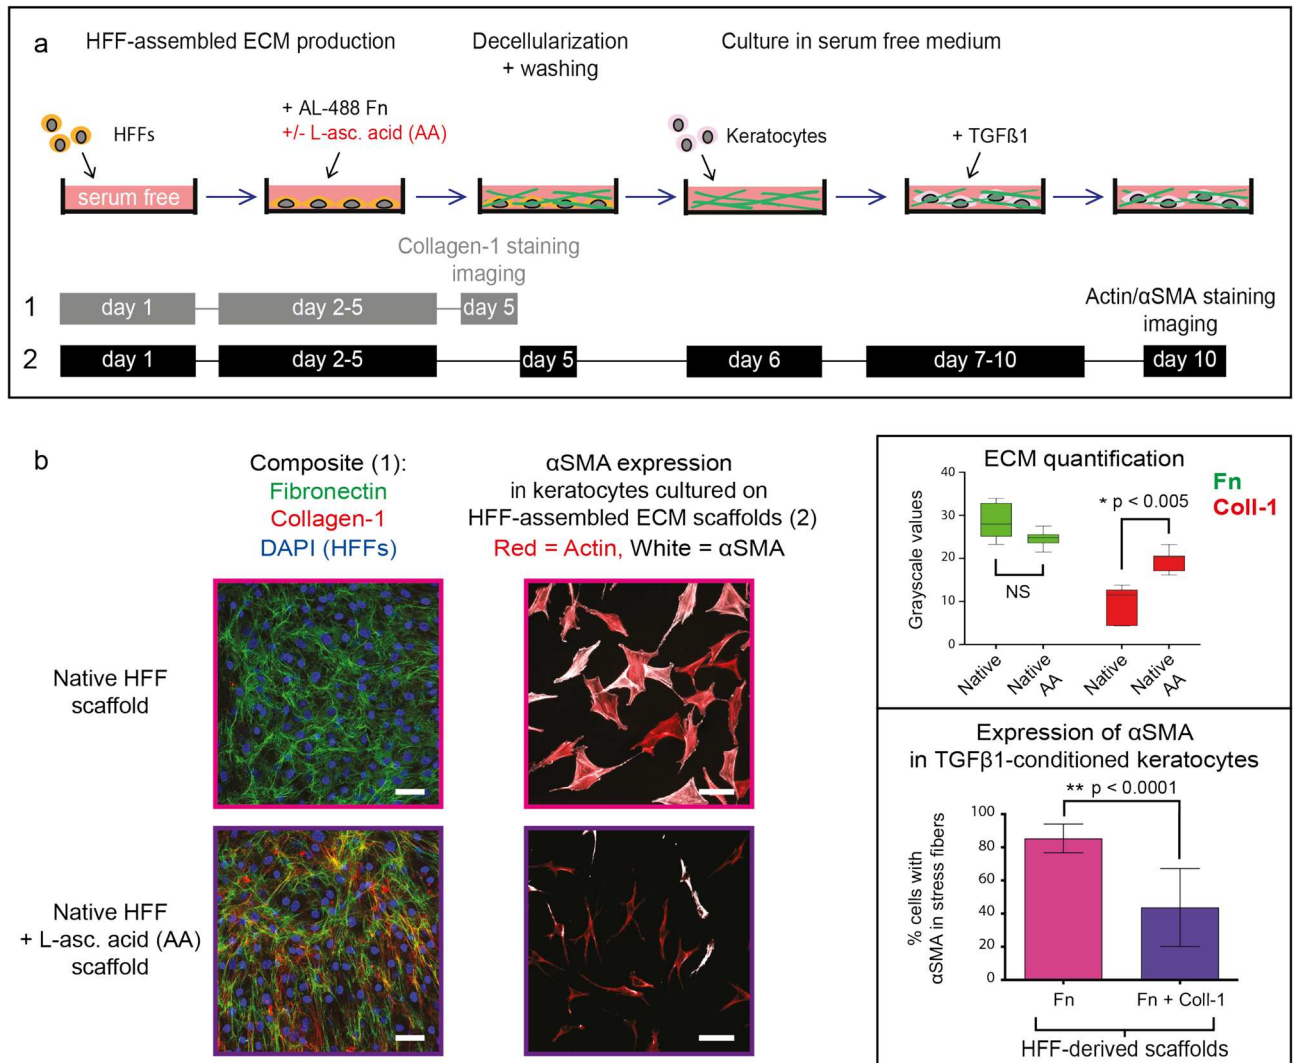 a
HFF-assembled ECM production
Decellularization
+ washing
Culture in serum free medium
HFFs
+ AL-488 Fn
+/- L-asc. acid (AA)
Keratocytes
+ TGFß1
serum free
Collagen-1 staining
imaging
1
day 1
day 2-5
day 5
Actin/αSMA staining
imaging
2
day 1
day 2-5
day 5
day 6
day 7-10
day 10
b
Composite (1):
Fibronectin
Collagen-1
DAPI (HFFs)
αSMA expression
in keratocytes cultured on
HFF-assembled ECM scaffolds (2)
Red = Actin, White = αSMA
Native HFF
scaffold
Native HFF
+ L-asc. acid (AA)
scaffold
ECM quantification
Fn
Coll-1
* p < 0.005
NS
Grayscale values
40
30
20
10
0
Native
Native
AA
Native
Native
AA
Expression of αSMA
in TGFβ1-conditioned keratocytes
** p < 0.0001
% cells with
αSMA in stress fibers
100
80
60
40
20
0
Fn
Fn + Coll-1
HFF-derived scaffolds